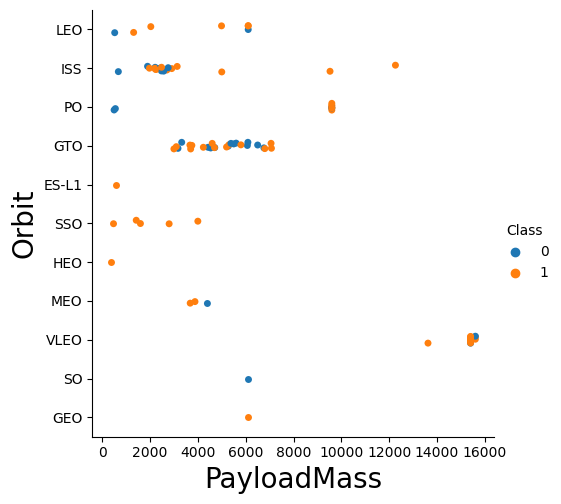 LEO
ISS
PO
GTO
ES-L1
SSO
HEO
MEO
VLEO
SO
GEO
Orbit
0 2000 4000 6000 8000 10000 12000 14000 16000
PayloadMass
Class
0
1